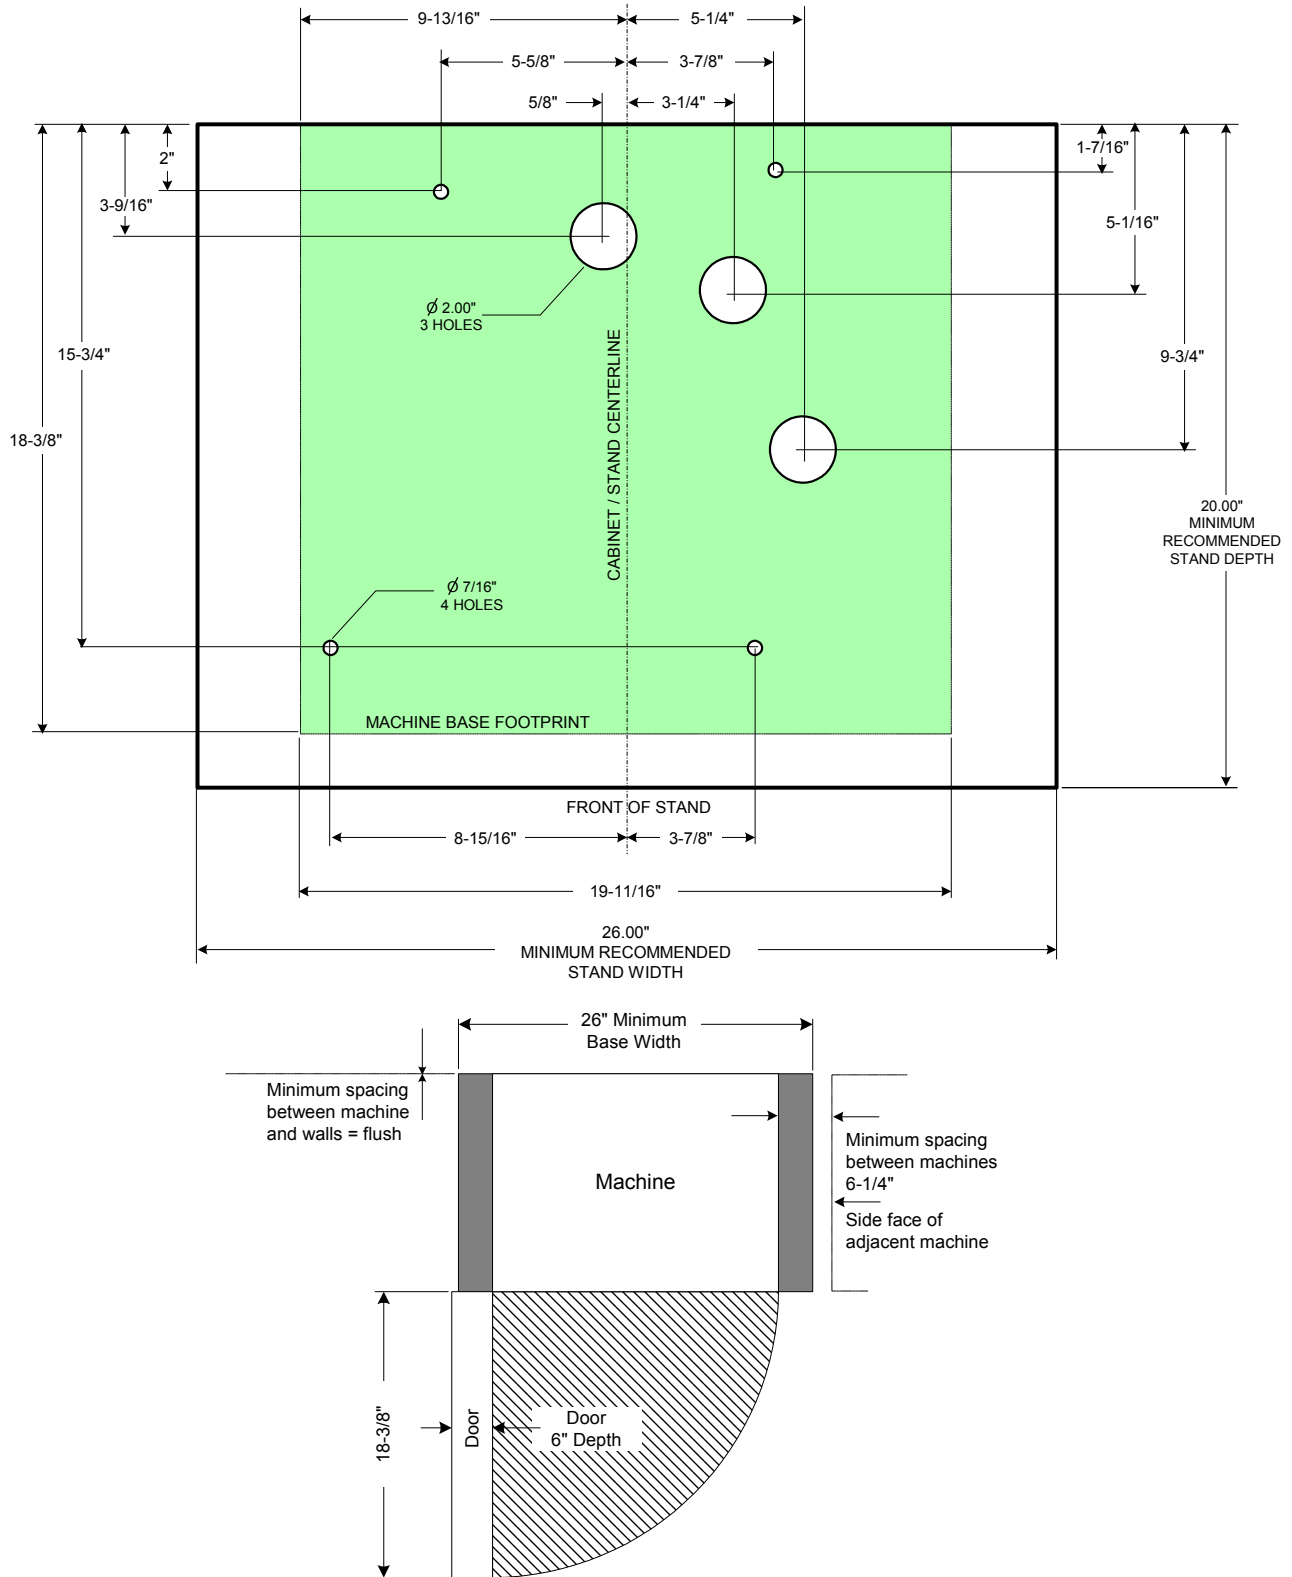 9-13/16"
5-1/4"
5-5/8"
3-7/8"
5/8"
3-1/4"
2"
1-7/16"
3-9/16"
5-1/16"
Ø 2.00"
3 HOLES
15-3/4"
9-3/4"
CABINET / STAND CENTERLINE
18-3/8"
20.00"
MINIMUM
RECOMMENDED
STAND DEPTH
Ø 7/16"
4 HOLES
MACHINE BASE FOOTPRINT
FRONT OF STAND
8-15/16"
3-7/8"
19-11/16"
26.00"
MINIMUM RECOMMENDED
STAND WIDTH
26" Minimum
Base Width
Minimum spacing
between machine
and walls = flush
Machine
Minimum spacing
between machines
6-1/4"
Side face of
adjacent machine
18-3/8"
Door
Door
6" Depth